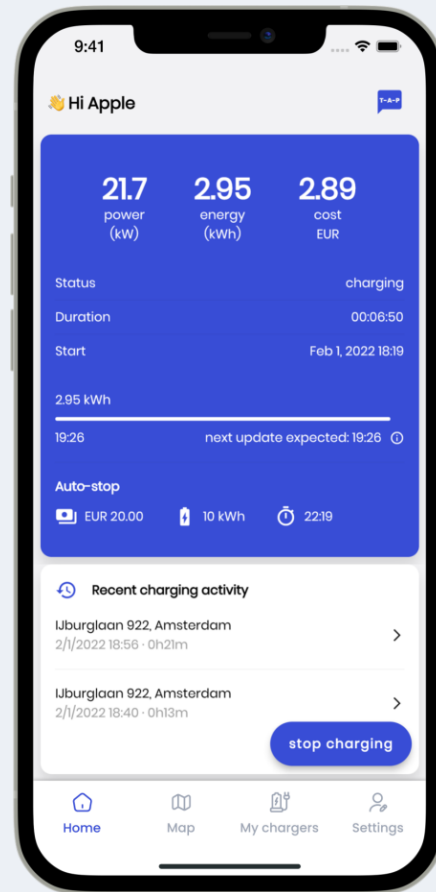 9:41
👋 Hi Apple
T-A-P
21.7 2.95 2.89
power energy cost
(kW) (kWh) EUR
Status charging
Duration 00:06:50
Start Feb 1, 2022 18:19
2.95 kWh
19:26 next update expected: 19:26
Auto-stop
EUR 20.00 10 kWh 22:19
Recent charging activity
IJburglaan 922, Amsterdam
2/1/2022 18:56 · 0h21m
IJburglaan 922, Amsterdam
2/1/2022 18:40 · 0h13m
stop charging
Home Map My chargers Settings